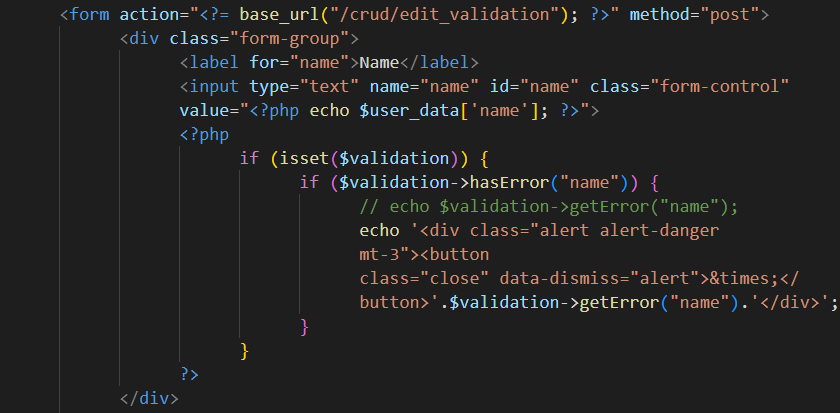 <form action="<?= base_url("/crud/edit_validation"); ?>" method="post">
<div class="form-group">
<label for="name">Name</label>
<input type="text" name="name" id="name" class="form-control"
value="<?php echo $user_data['name']; ?>">
<?php
if (isset($validation)) {
if ($validation->hasError("name")) {
// echo $validation->getError("name");
echo '<div class="alert alert-danger
mt-3"><button
class="close" data-dismiss="alert">&times;</
button>'.$validation->getError("name").'</div>';
}
}
?>
</div>